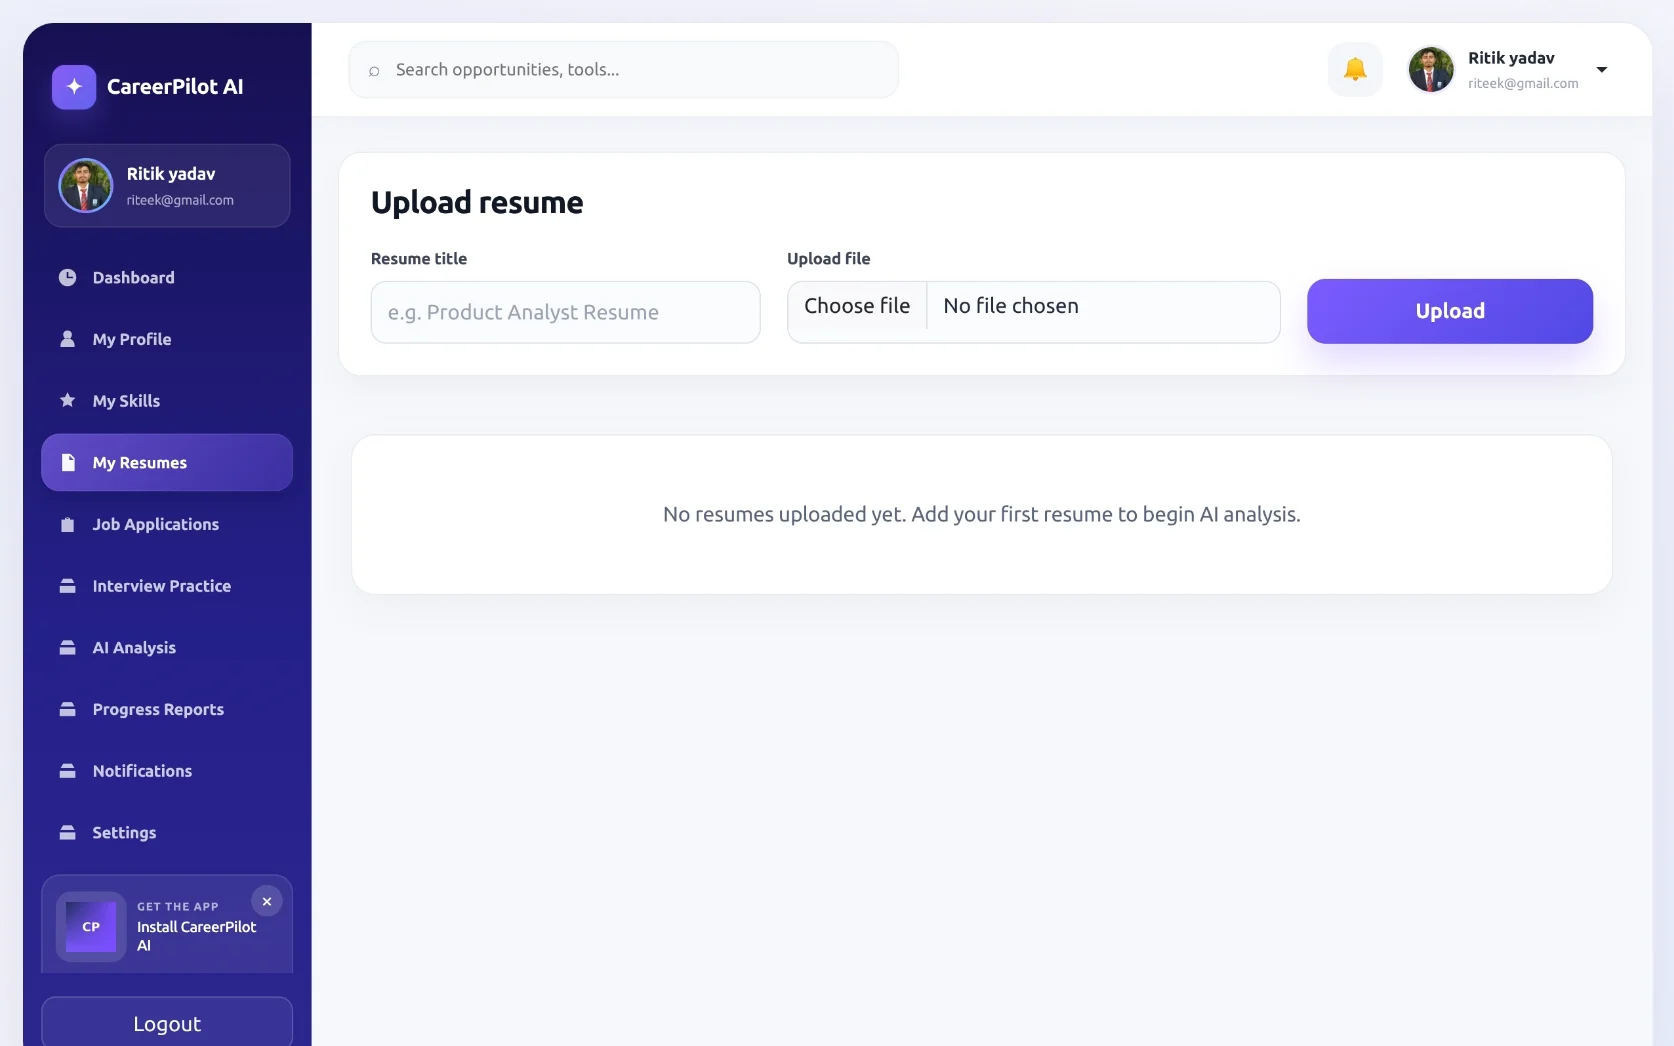 CareerPilot AI
Ritik yadav
riteek@gmail.com
Dashboard
My Profile
My Skills
My Resumes
Job Applications
Interview Practice
AI Analysis
Progress Reports
Notifications
Settings
CP
GET THE APP
Install CareerPilot
AI
×
Logout
Search opportunities, tools...
Ritik yadav
riteek@gmail.com
Upload resume
Resume title
e.g. Product Analyst Resume
Upload file
Choose file
No file chosen
Upload
No resumes uploaded yet. Add your first resume to begin AI analysis.